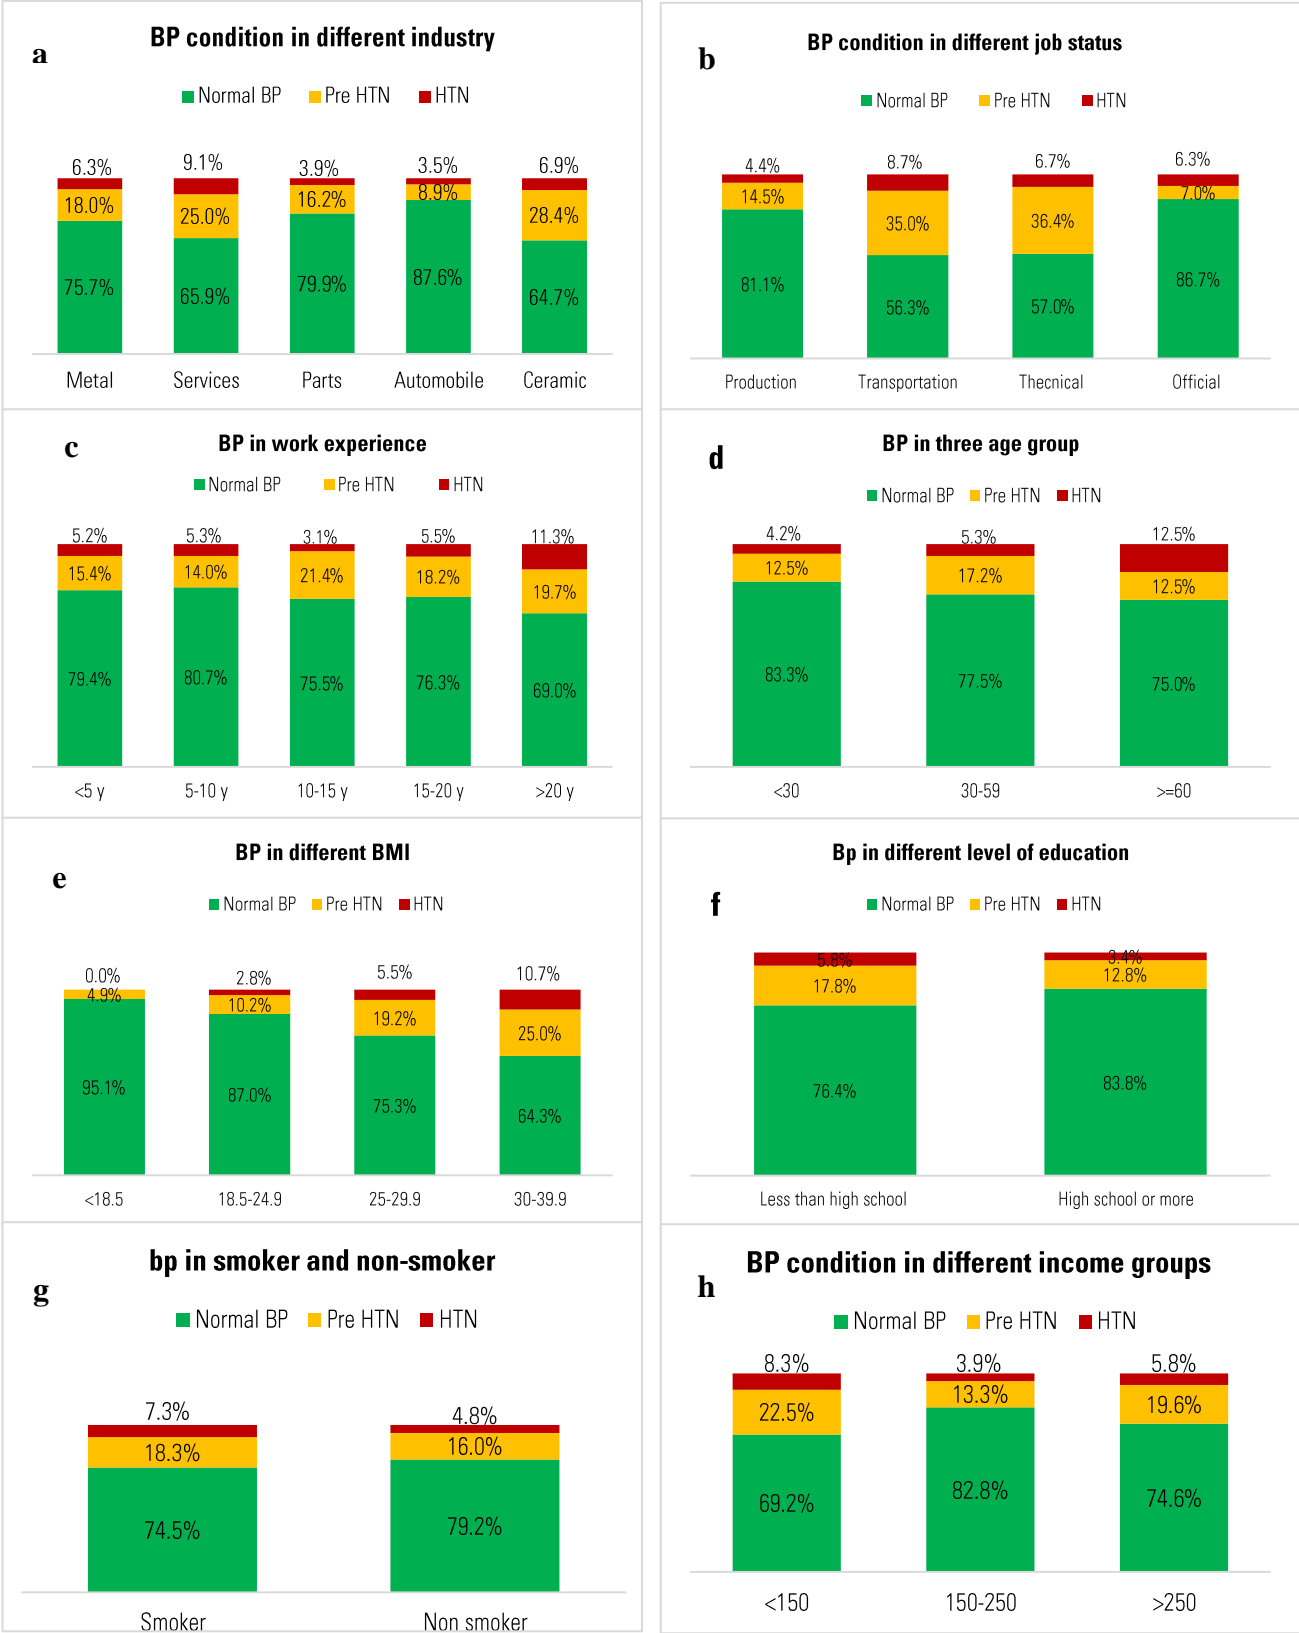 a
BP condition in different industry
Normal BP Pre HTN HTN
6.3% 9.1% 3.9% 3.5% 6.9%
18.0% 25.0% 16.2% 8.9% 28.4%
75.7% 65.9% 79.9% 87.6% 64.7%
Metal Services Parts Automobile Ceramic
b
BP condition in different job status
Normal BP Pre HTN HTN
4.4% 8.7% 6.7% 6.3%
14.5% 35.0% 36.4% 7.0%
81.1% 56.3% 57.0% 86.7%
Production Transportation Thecnical Official
c
BP in work experience
Normal BP Pre HTN HTN
5.2% 5.3% 3.1% 5.5% 11.3%
15.4% 14.0% 21.4% 18.2% 19.7%
79.4% 80.7% 75.5% 76.3% 69.0%
<5 y 5-10 y 10-15 y 15-20 y >20 y
d
BP in three age group
Normal BP Pre HTN HTN
4.2% 5.3% 12.5%
12.5% 17.2% 12.5%
83.3% 77.5% 75.0%
<30 30-59 >=60
e
BP in different BMI
Normal BP Pre HTN HTN
0.0% 2.8% 5.5% 10.7%
4.9% 10.2% 19.2% 25.0%
95.1% 87.0% 75.3% 64.3%
<18.5 18.5-24.9 25-29.9 30-39.9
f
Bp in different level of education
Normal BP Pre HTN HTN
5.8% 3.4%
17.8% 12.8%
76.4% 83.8%
Less than high school High school or more
g
bp in smoker and non-smoker
Normal BP Pre HTN HTN
7.3% 4.8%
18.3% 16.0%
74.5% 79.2%
Smoker Non smoker
h
BP condition in different income groups
Normal BP Pre HTN HTN
8.3% 3.9% 5.8%
22.5% 13.3% 19.6%
69.2% 82.8% 74.6%
<150 150-250 >250